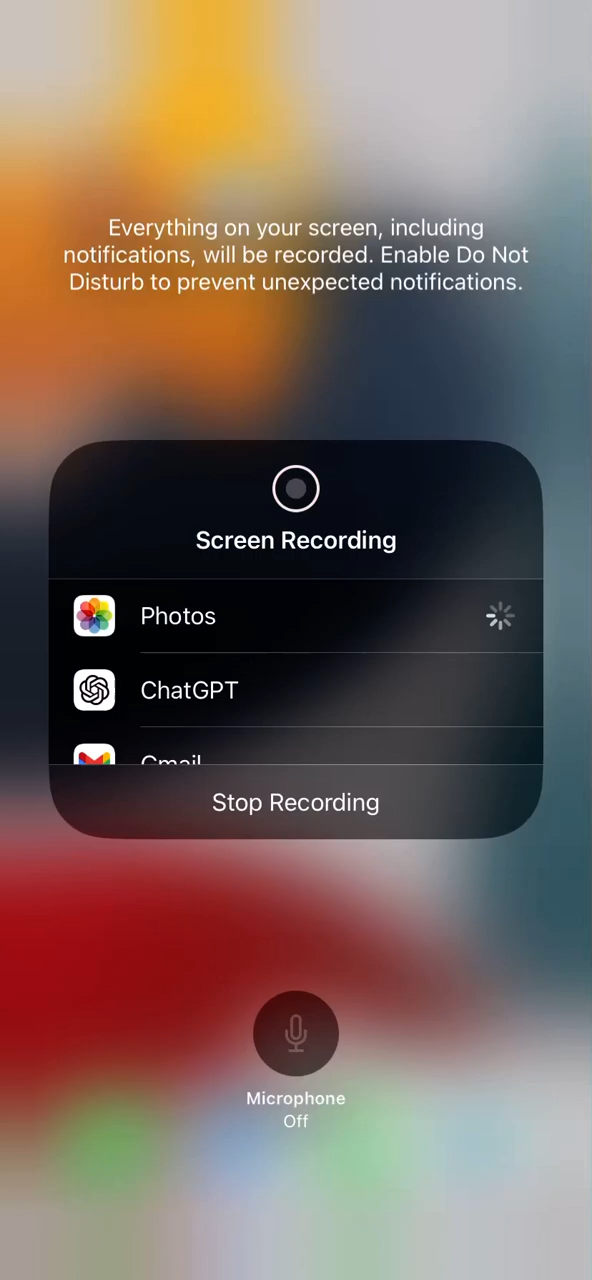 Everything on your screen, including
notifications, will be recorded. Enable Do Not
Disturb to prevent unexpected notifications.
Screen Recording
Photos
ChatGPT
Gmail
Stop Recording
Microphone
Off